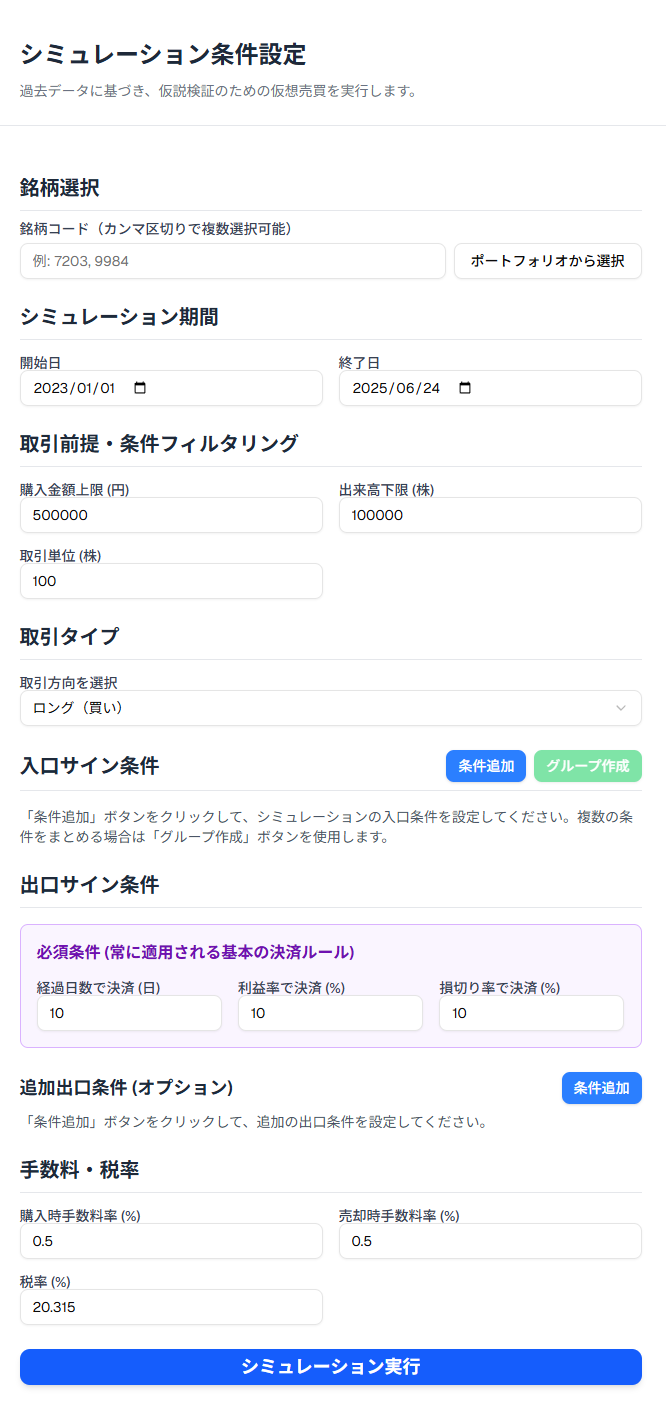 シミュレーション条件設定
過去データに基づき、仮説検証のための仮想売買を実行します。
銘柄選択
銘柄コード（カンマ区切りで複数選択可能）
例: 7203, 9984
ポートフォリオから選択
シミュレーション期間
開始日
終了日
2023/01/01
2025/06/24
取引前提・条件フィルタリング
購入金額上限 (円)
出来高下限 (株)
500000
100000
取引単位 (株)
100
取引タイプ
取引方向を選択
ロング（買い）
入口サイン条件
条件追加
グループ作成
「条件追加」ボタンをクリックして、シミュレーションの入口条件を設定してください。複数の条
件をまとめる場合は「グループ作成」ボタンを使用します。
出口サイン条件
必須条件 (常に適用される基本の決済ルール)
経過日数で決済 (日)
利益率で決済 (%)
損切り率で決済 (%)
10
10
10
追加出口条件 (オプション)
条件追加
「条件追加」ボタンをクリックして、追加の出口条件を設定してください。
手数料・税率
購入時手数料率 (%)
売却時手数料率 (%)
0.5
0.5
税率 (%)
20.315
シミュレーション実行